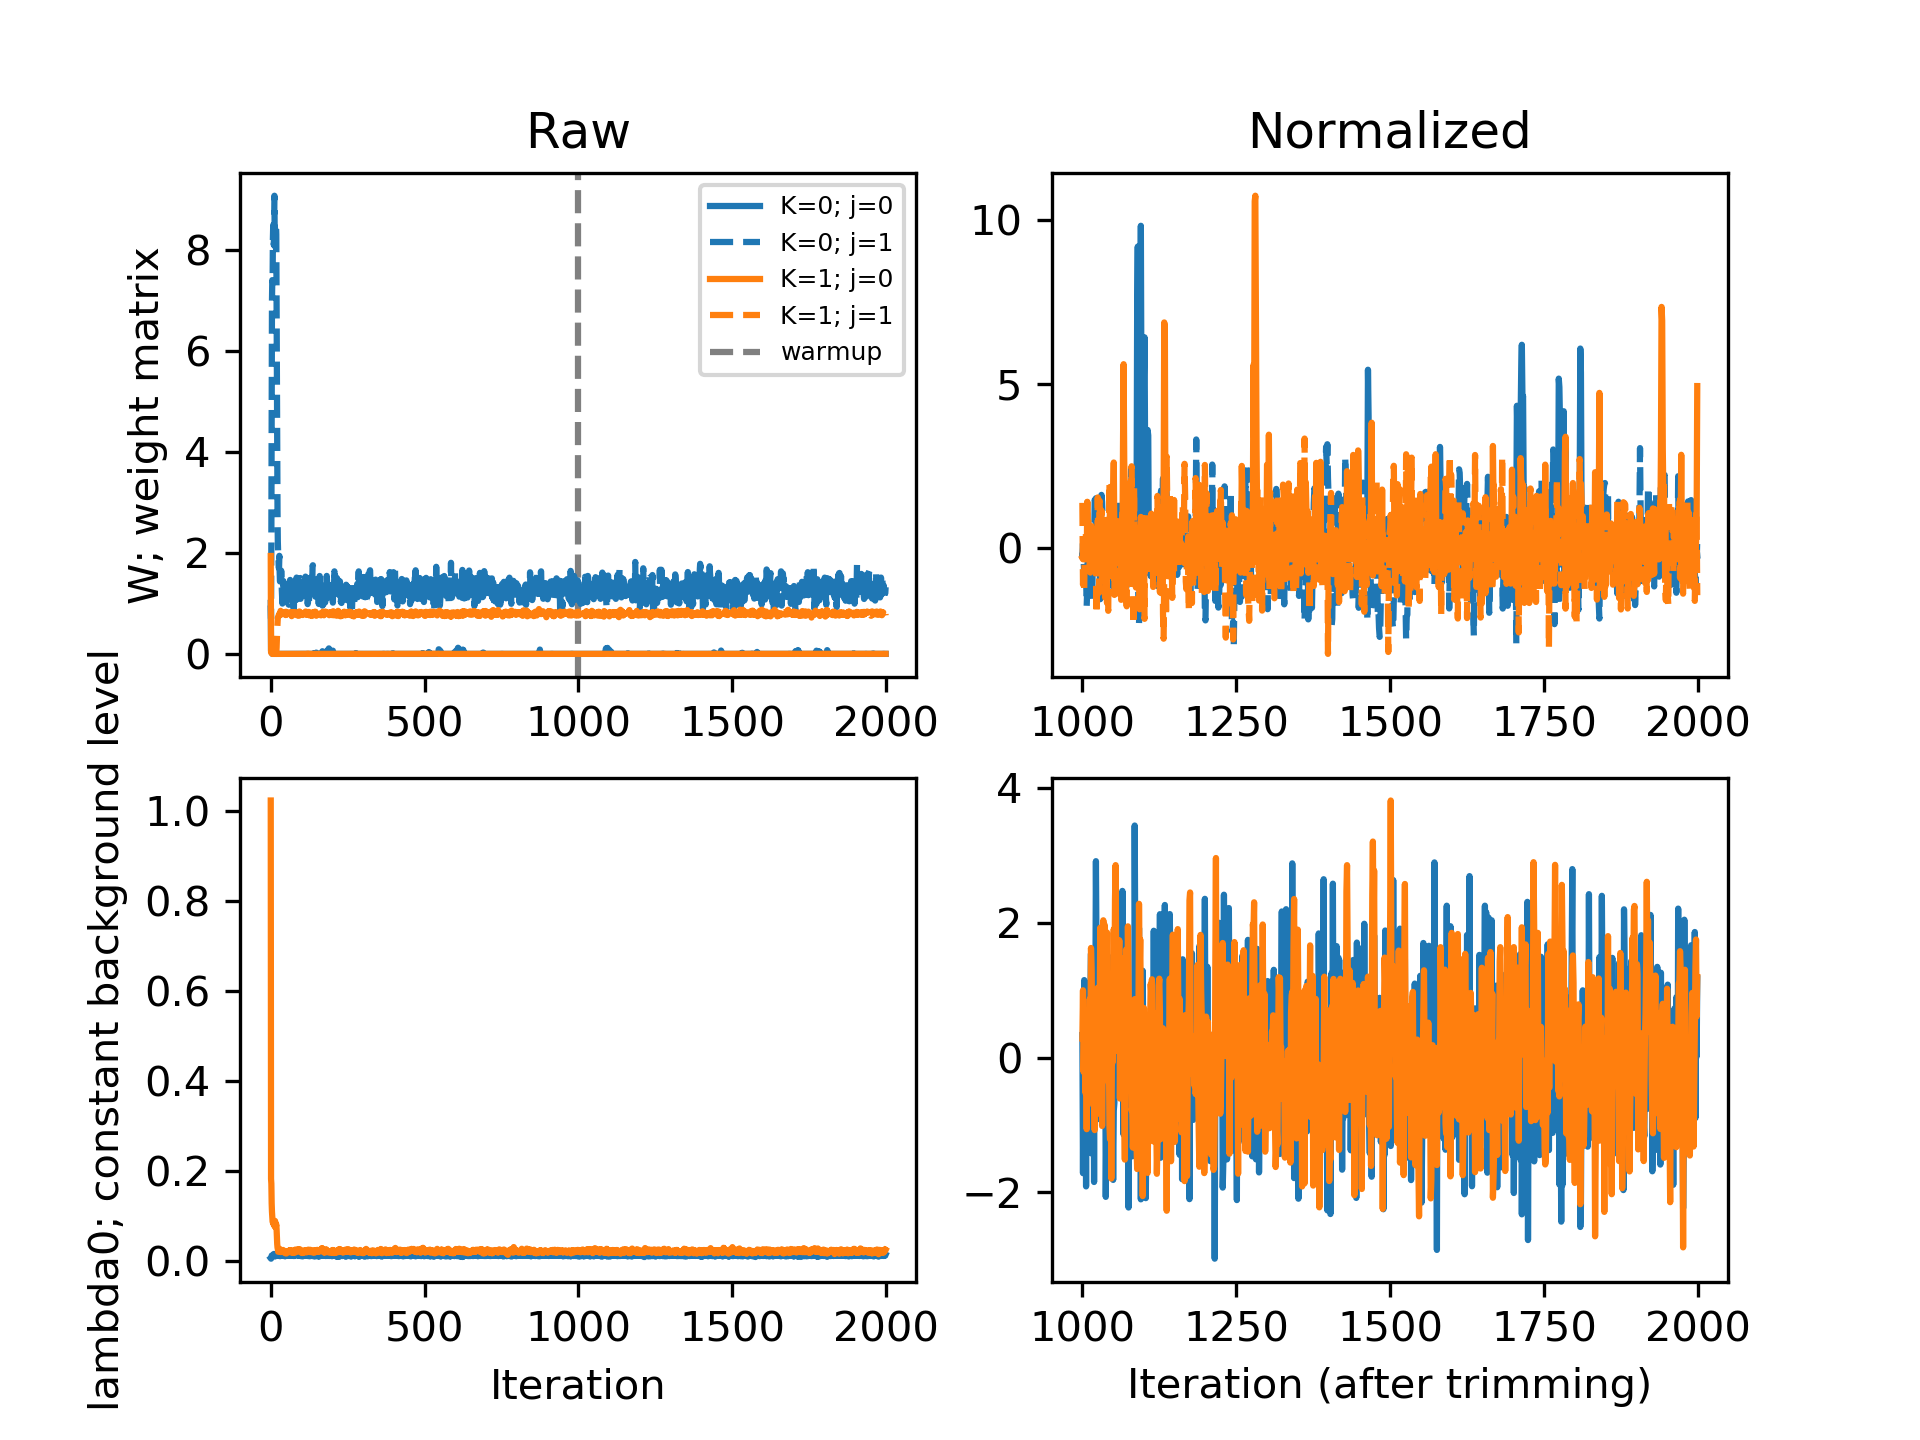 Raw
Normalized
W; weight matrix
8
6
4
2
0
K=0; j=0
K=0; j=1
K=1; j=0
K=1; j=1
warmup
0 500 1000 1500 2000
10
5
0
1000 1250 1500 1750 2000
lambda0; constant background level
1.0
0.8
0.6
0.4
0.2
0.0
0 500 1000 1500 2000
Iteration
4
2
0
−2
1000 1250 1500 1750 2000
Iteration (after trimming)